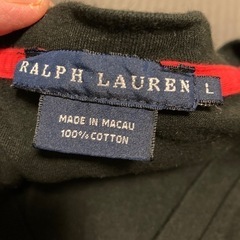 RALPH LAUREN L
MADE IN MACAU
100% COTTON